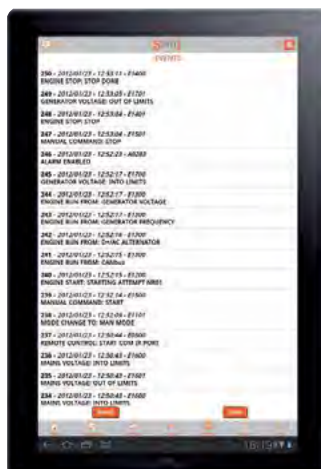 EVENTS
250 - 2012/01/23 - 12:53:11 - E1400
ENGINE STOP: STOP DONE
249 - 2012/01/23 - 12:53:05 - E1701
GENERATOR VOLTAGE: OUT OF LIMITS
248 - 2012/01/23 - 12:53:04 - E1401
ENGINE STOP: STOP
247 - 2012/01/23 - 12:53:04 - E1501
MANUAL COMMAND: STOP
246 - 2012/01/23 - 12:52:23 - A0283
ALARM ENABLED
245 - 2012/01/23 - 12:52:17 - E1700
GENERATOR VOLTAGE: INTO LIMITS
244 - 2012/01/23 - 12:52:17 - E1300
ENGINE RUN FROM: GENERATOR VOLTAGE
243 - 2012/01/23 - 12:52:17 - E1300
ENGINE RUN FROM: GENERATOR FREQUENCY
242 - 2012/01/23 - 12:52:16 - E1300
ENGINE RUN FROM: D+/AC ALTERNATOR
241 - 2012/01/23 - 12:52:15 - E1300
ENGINE RUN FROM: CANbus
240 - 2012/01/23 - 12:52:15 - E1200
ENGINE START: STARTING ATTEMPT NR01
239 - 2012/01/23 - 12:52:14 - E1500
MANUAL COMMAND: START
238 - 2012/01/23 - 12:52:09 - E1101
MODE CHANGE TO: MAN MODE
237 - 2012/01/23 - 12:50:44 - E0500
REMOTE CONTROL: START COM IX PORT
236 - 2012/01/23 - 12:50:43 - E1600
MAINS VOLTAGE: INTO LIMITS
235 - 2012/01/23 - 12:50:43 - E1601
MAINS VOLTAGE: OUT OF LIMITS
234 - 2012/01/23 - 12:50:43 - E1600
MAINS VOLTAGE: INTO LIMITS
18:19